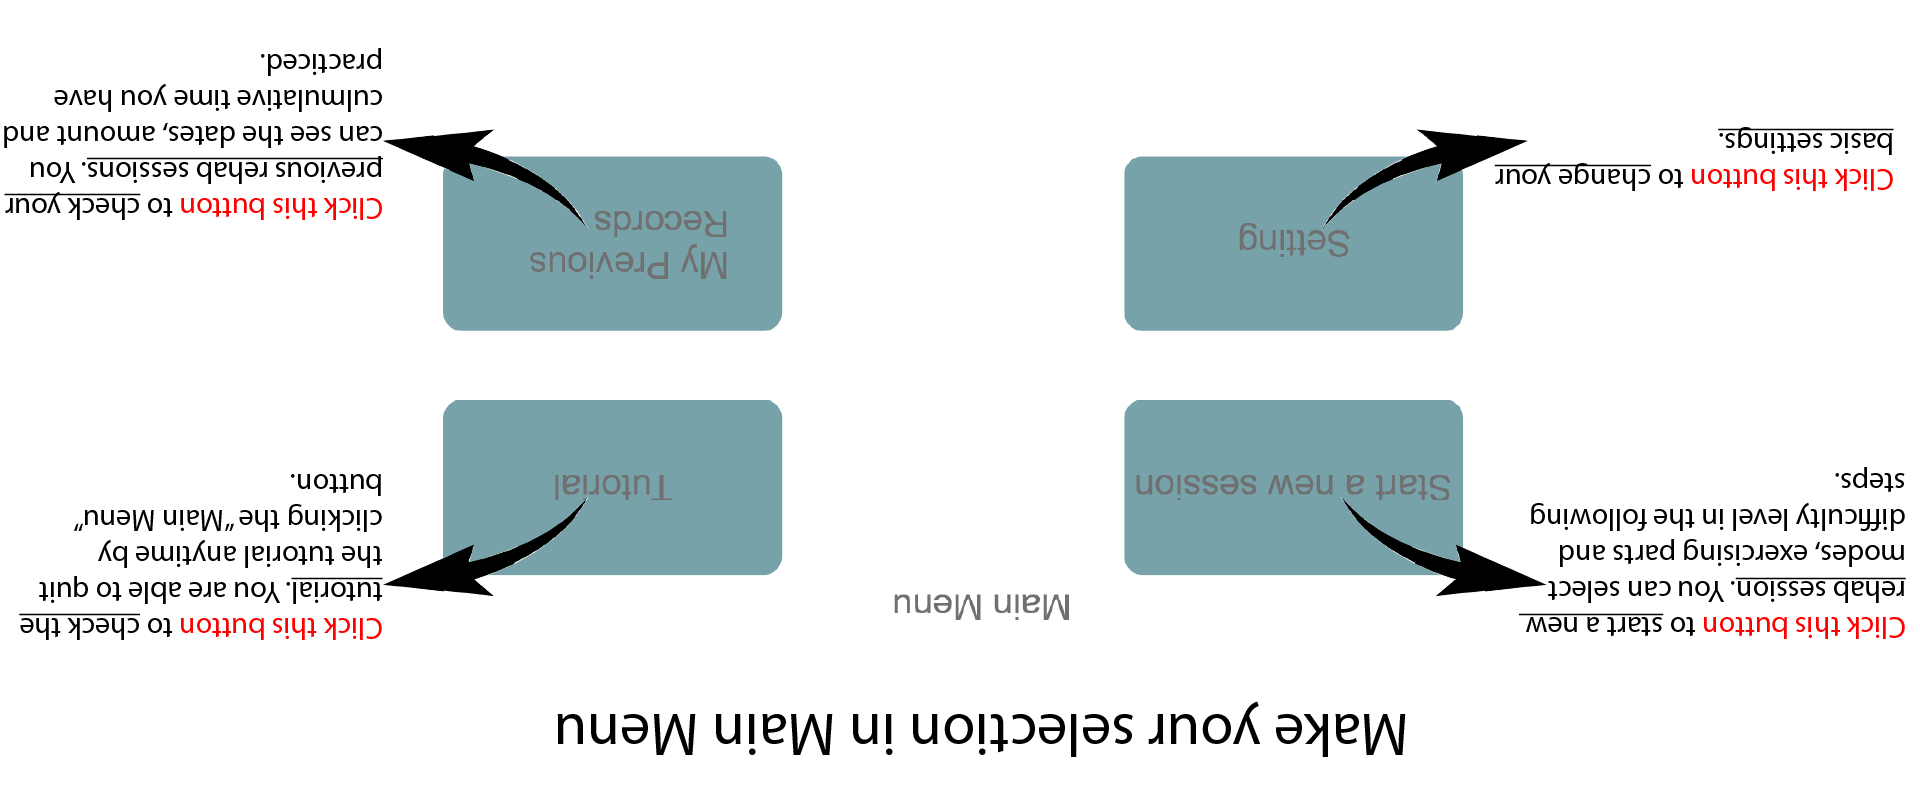 Make your selection in Main Menu
Click this button to start a new
rehab session. You can select
modes, exercising parts and
difficulty level in the following
steps.
Main Menu
Click this button to check the
tutorial. You are able to quit
the tutorial anytime by
clicking the “Main Menu”
button.
Start a new session
Tutorial
Click this button to change your
basic settings.
Setting
My Previous
Records
Click this button to check your
previous rehab sessions. You
can see the dates, amount and
culmulative time you have
practiced.